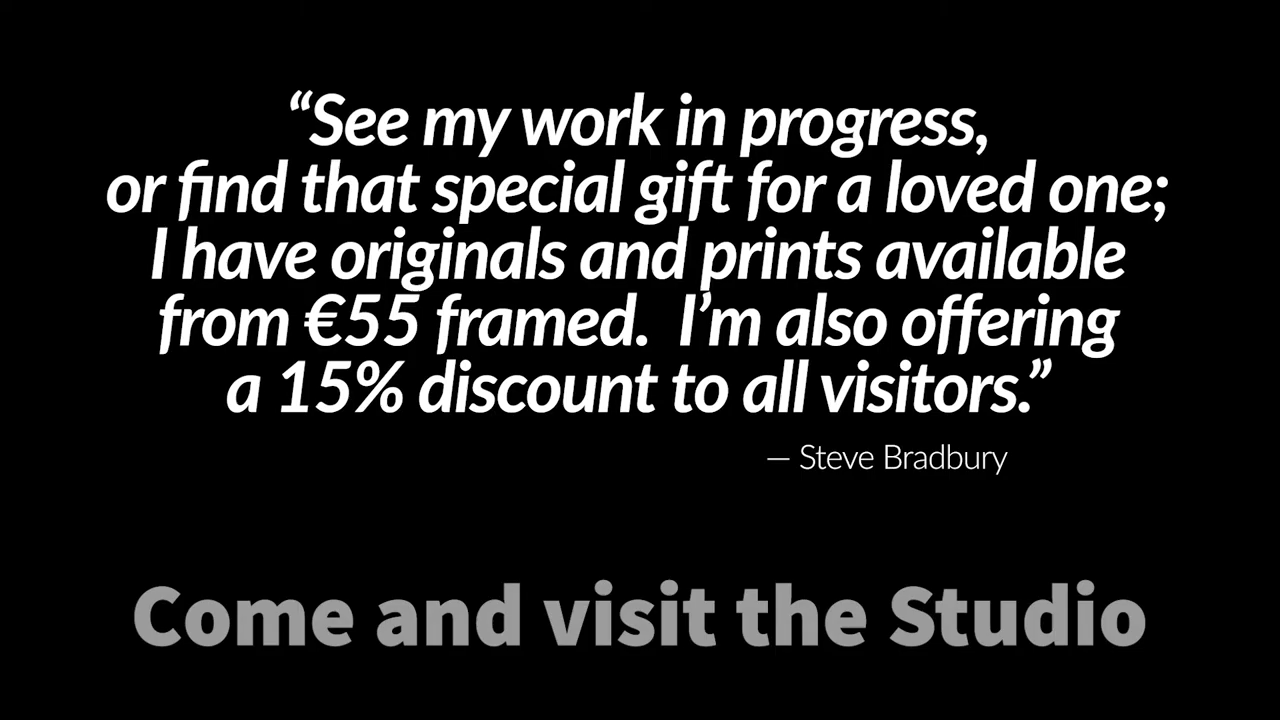 “See my work in progress,
or find that special gift for a loved one;
I have originals and prints available
from €55 framed.  I’m also offering
a 15% discount to all visitors.”
— Steve Bradbury
Come and visit the Studio